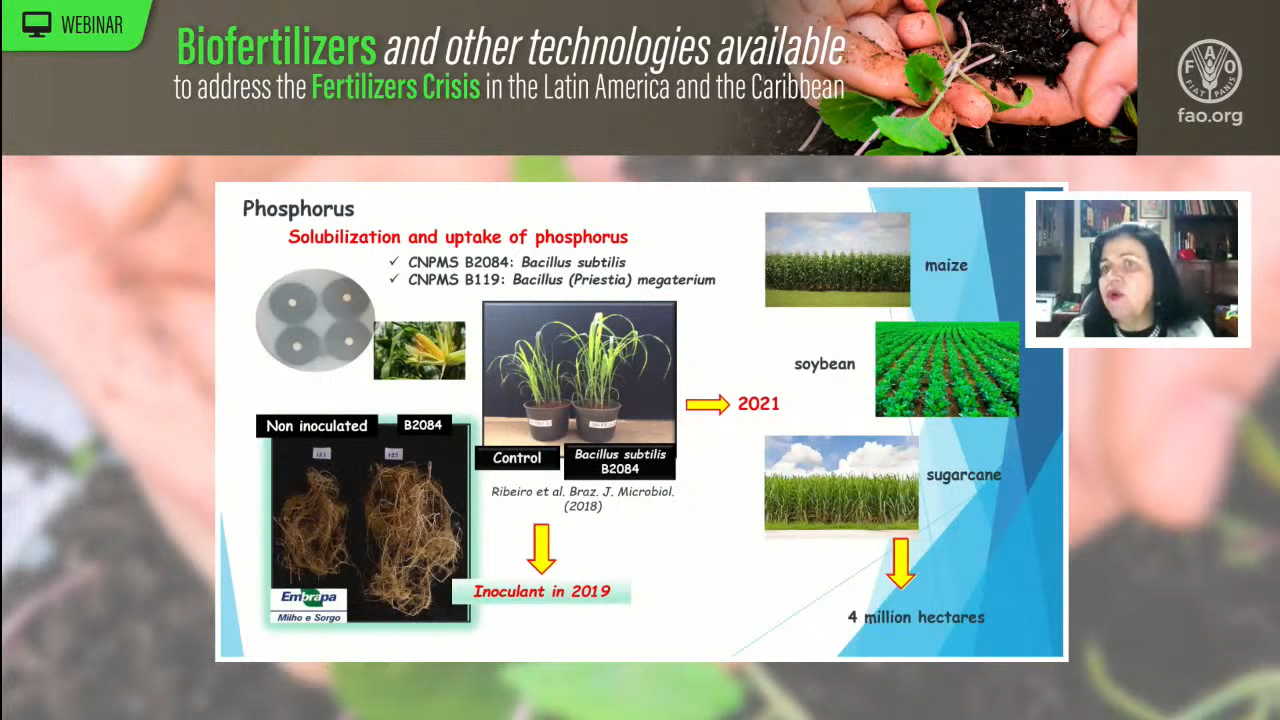 WEBINAR
Biofertilizers and other technologies available
to address the Fertilizers Crisis in the Latin America and the Caribbean
FAO
FIAT PANIS
fao.org
Phosphorus
Solubilization and uptake of phosphorus
✓ CNPMS B2084: Bacillus subtilis
✓ CNPMS B119: Bacillus (Priestia) megaterium
maize
soybean
2021
Non inoculated
B2084
Control
Bacillus subtilis
B2084
sugarcane
Ribeiro et al. Braz. J. Microbiol.
(2018)
Inoculant in 2019
Embrapa
Milho e Sorgo
4 million hectares